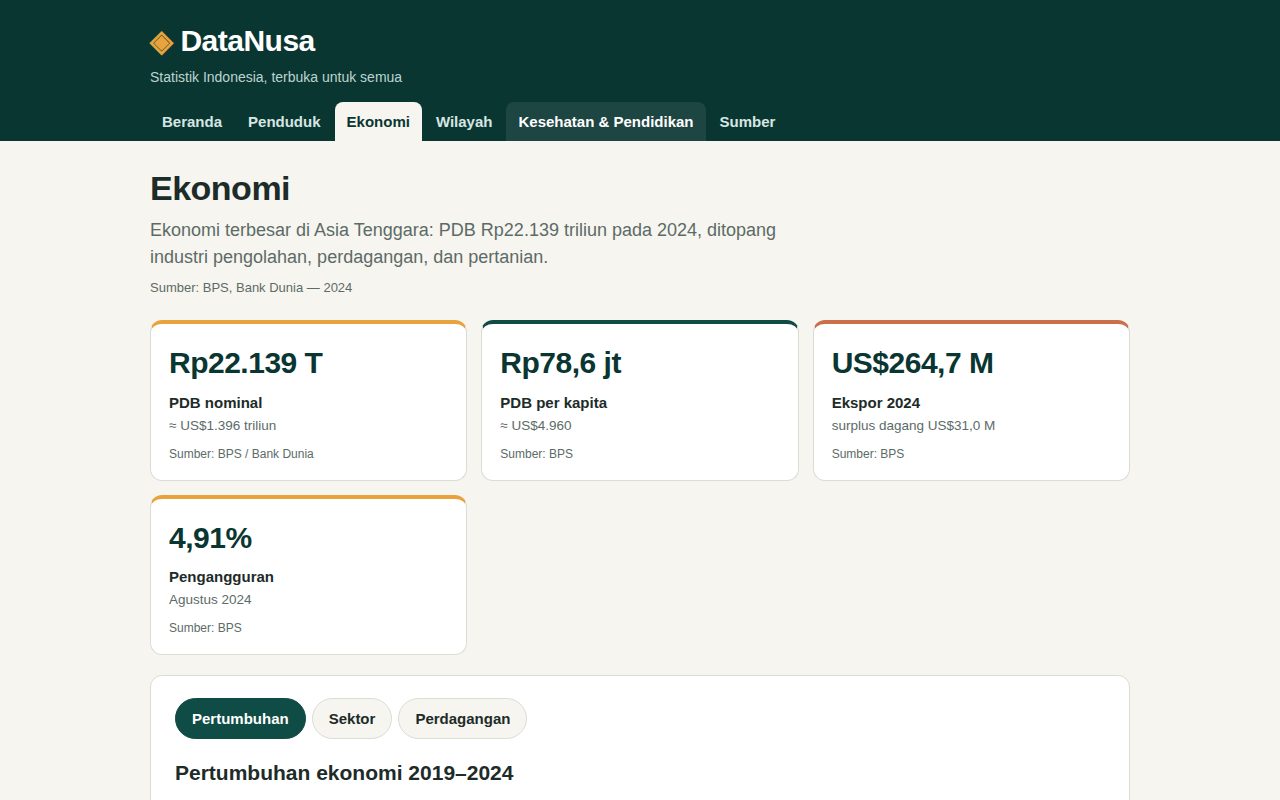 ◈ DataNusa
Statistik Indonesia, terbuka untuk semua
Beranda Penduduk Ekonomi Wilayah Kesehatan & Pendidikan Sumber
Ekonomi
Ekonomi terbesar di Asia Tenggara: PDB Rp22.139 triliun pada 2024, ditopang
industri pengolahan, perdagangan, dan pertanian.
Sumber: BPS, Bank Dunia — 2024
Rp22.139 T
PDB nominal
≈ US$1.396 triliun
Sumber: BPS / Bank Dunia
Rp78,6 jt
PDB per kapita
≈ US$4.960
Sumber: BPS
US$264,7 M
Ekspor 2024
surplus dagang US$31,0 M
Sumber: BPS
4,91%
Pengangguran
Agustus 2024
Sumber: BPS
Pertumbuhan Sektor Perdagangan
Pertumbuhan ekonomi 2019–2024